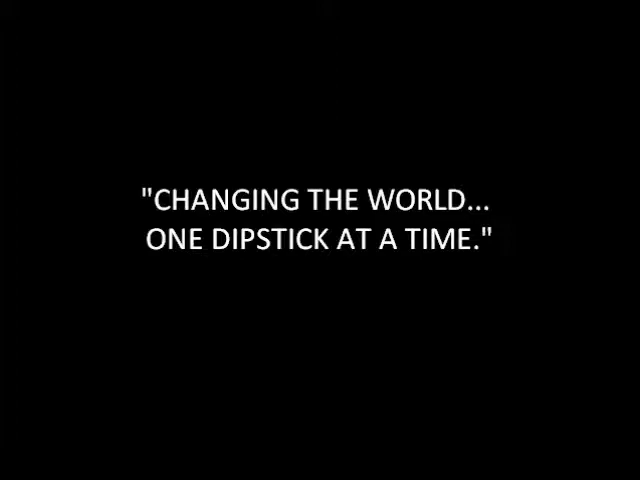 "CHANGING THE WORLD...
ONE DIPSTICK AT A TIME."